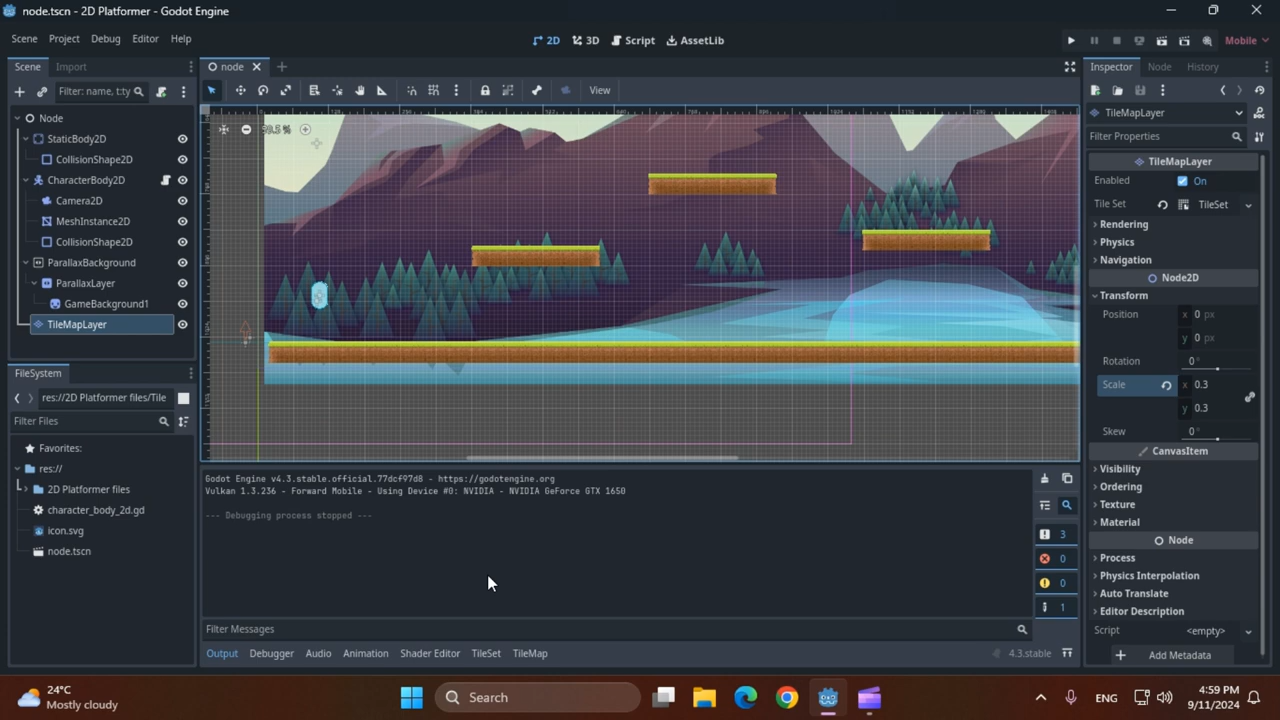 node.tscn - 2D Platformer - Godot Engine
Scene Project Debug Editor Help
2D 3D Script AssetLib
Mobile
Scene Import
Filter: name, t:ty
Node
StaticBody2D
CollisionShape2D
CharacterBody2D
Camera2D
MeshInstance2D
CollisionShape2D
ParallaxBackground
ParallaxLayer
GameBackground1
TileMapLayer
FileSystem
res://2D Platformer files/Tile
Filter Files
Favorites:
res://
2D Platformer files
character_body_2d.gd
icon.svg
node.tscn
node
View
Godot Engine v4.3.stable.official.77dcf97d8 - https://godotengine.org
Vulkan 1.3.236 - Forward Mobile - Using Device #0: NVIDIA - NVIDIA GeForce GTX 1650
--- Debugging process stopped ---
3
0
0
1
Filter Messages
Output Debugger Audio Animation Shader Editor TileSet TileMap
4.3.stable
Inspector Node History
TileMapLayer
Filter Properties
TileMapLayer
Enabled On
Tile Set TileSet
Rendering
Physics
Navigation
Node2D
Transform
Position x 0 px
y 0 px
Rotation 0 °
Scale x 0.3
y 0.3
Skew 0 °
CanvasItem
Visibility
Ordering
Texture
Material
Node
Process
Physics Interpolation
Auto Translate
Editor Description
Script <empty>
Add Metadata
24°C
Mostly cloudy
Search
ENG
4:59 PM
9/11/2024